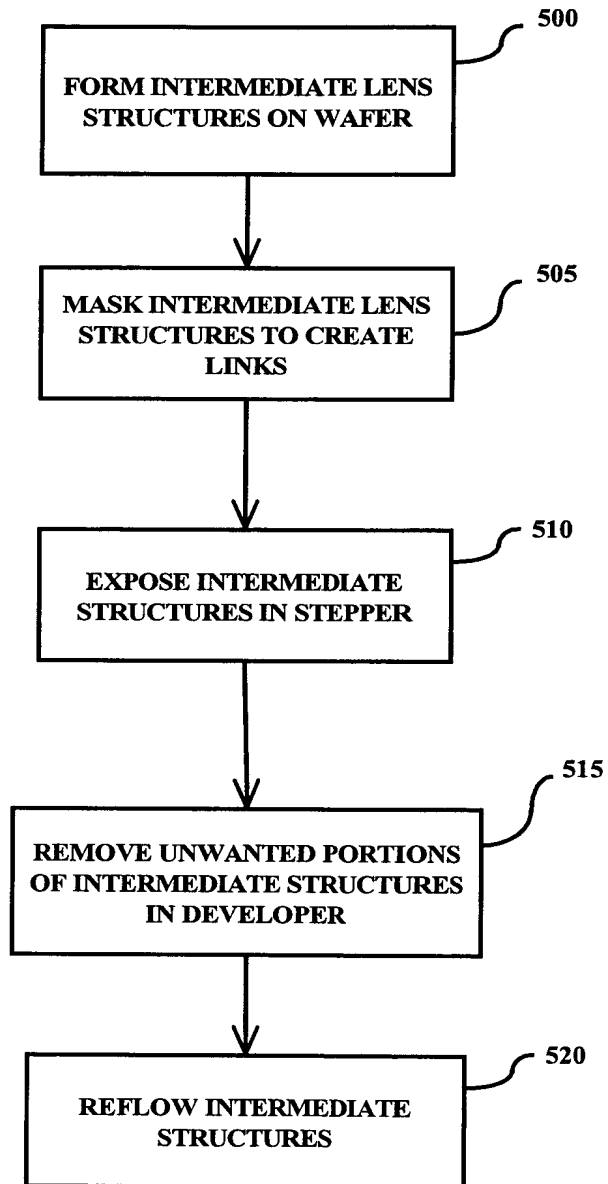 500
FORM INTERMEDIATE LENS
STRUCTURES ON WAFER
505
MASK INTERMEDIATE LENS
STRUCTURES TO CREATE
LINKS
510
EXPOSE INTERMEDIATE
STRUCTURES IN STEPPER
515
REMOVE UNWANTED PORTIONS
OF INTERMEDIATE STRUCTURES
IN DEVELOPER
520
REFLOW INTERMEDIATE
STRUCTURES